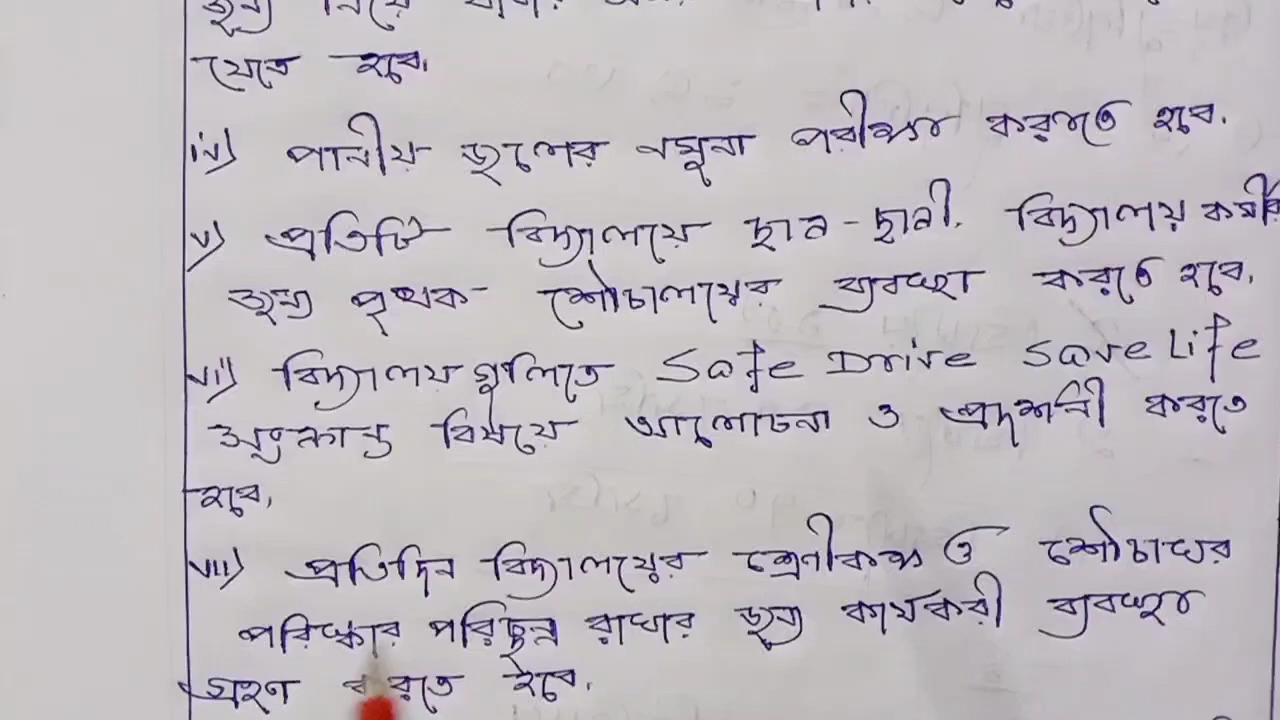 জন্য নিয়ে
যেতে হবে,
iv) পানীয় জলের নমুনা পরীক্ষা করতে হবে,
v) প্রতিটি বিদ্যালয়ে ছাত্র-ছাত্রী, বিদ্যালয় কর্মীর
জন্য পৃথক শৌচালয়ের ব্যবস্থা করতে হবে,
vi) বিদ্যালয়গুলিতে Safe Drive Save Life
সংক্রান্ত বিষয়ে আলোচনা ও প্রদর্শনী করতে
হবে,
vii) প্রতিদিন বিদ্যালয়ের শ্রেণীকক্ষ ও শৌচাঘর
পরিষ্কার পরিচ্ছন্ন রাখার জন্য কার্যকরী ব্যবস্থা
গ্রহণ করতে হবে,